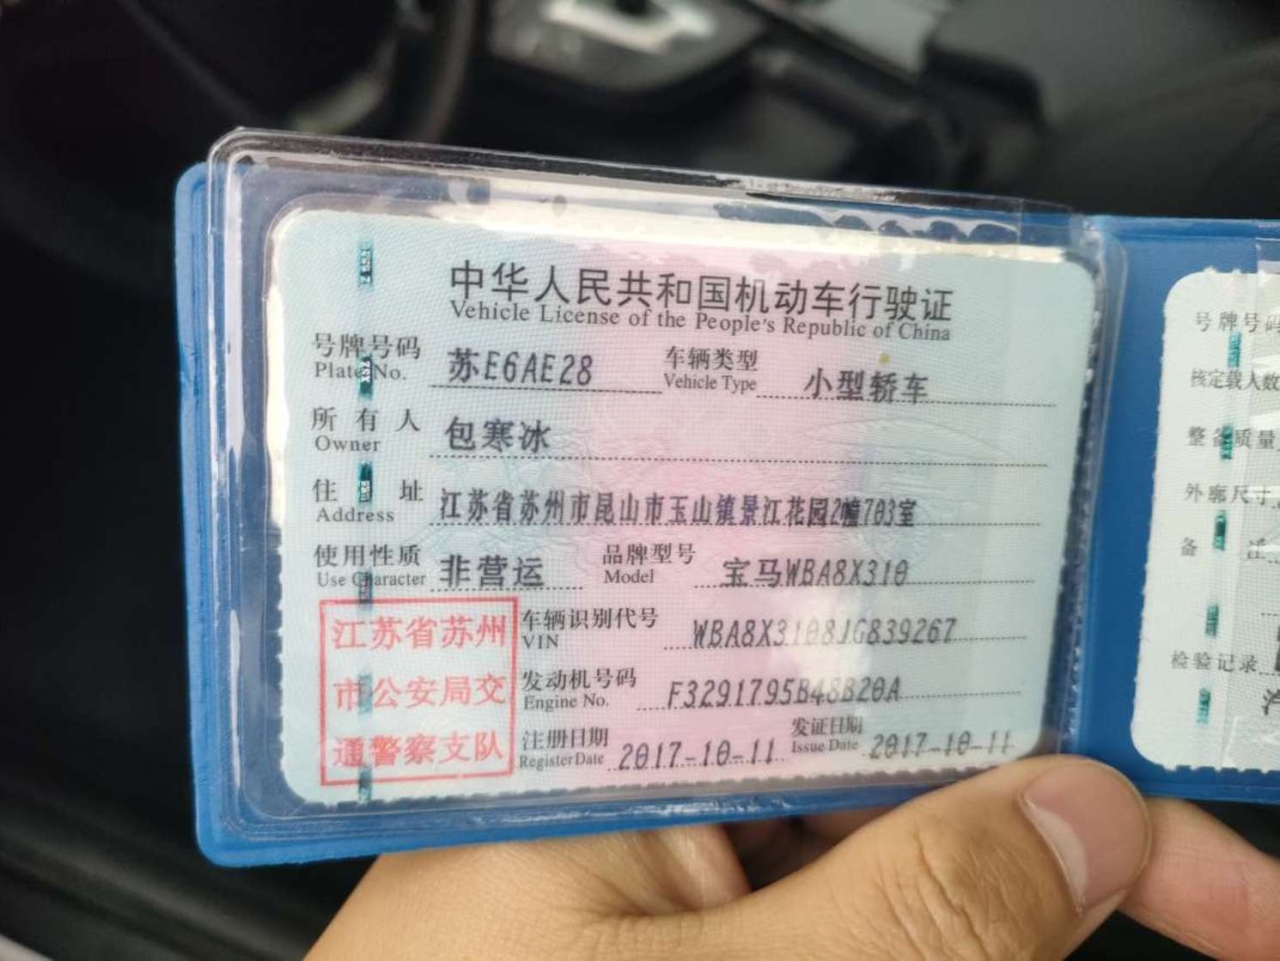 中华人民共和国机动车行驶证
Vehicle License of the People's Republic of China
号牌号码 苏E6AE28 车辆类型 小型轿车
Plate No. Vehicle Type
所有人 包寒冰
Owner
住址 江苏省苏州市昆山市玉山镇景江花园2幢703室
Address
使用性质 非营运 品牌型号 宝马WBA8X310
Use Character Model
江苏省苏州
市公安局交
通警察支队
车辆识别代号 WBA8X3108JG839267
VIN
发动机号码 F3291795B48B20A
Engine No.
注册日期 2017-10-11 发证日期 2017-10-11
Register Date Issue Date
号牌号码
核定载人数
整备质量
外廓尺寸
备注
检验记录